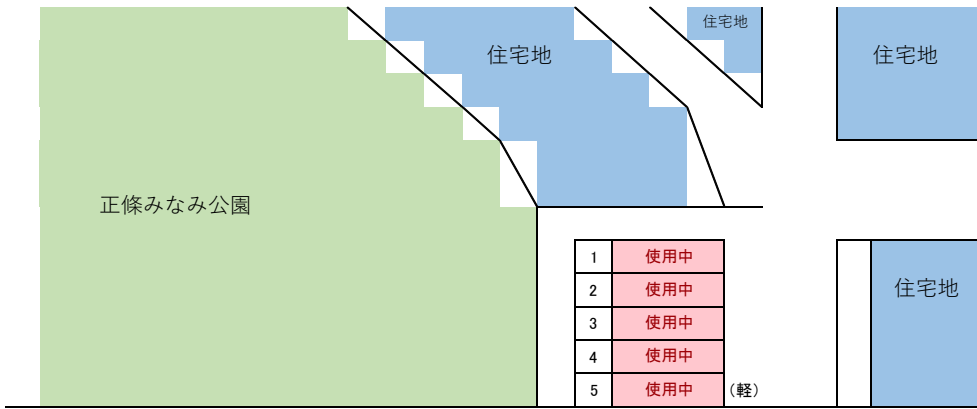 住宅地
住宅地
住宅地
正條みなみ公園
1 使用中
2 使用中
3 使用中
4 使用中
5 使用中 (軽)
住宅地